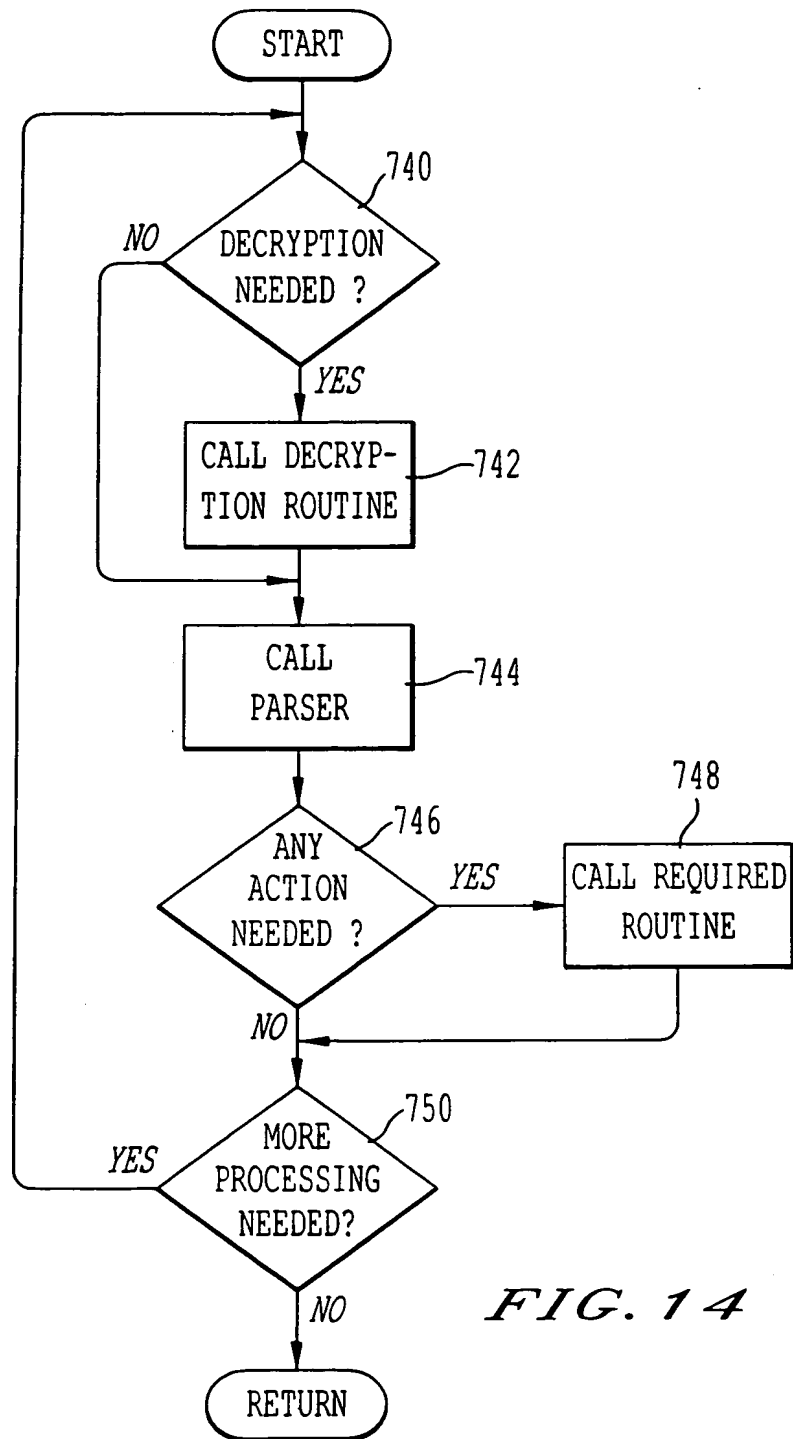 START
740
NO
DECRYPTION
NEEDED ?
YES
CALL DECRYP-
TION ROUTINE
742
CALL
PARSER
744
746
ANY
ACTION
NEEDED ?
YES
748
CALL REQUIRED
ROUTINE
NO
750
YES
MORE
PROCESSING
NEEDED?
NO
FIG. 14
RETURN